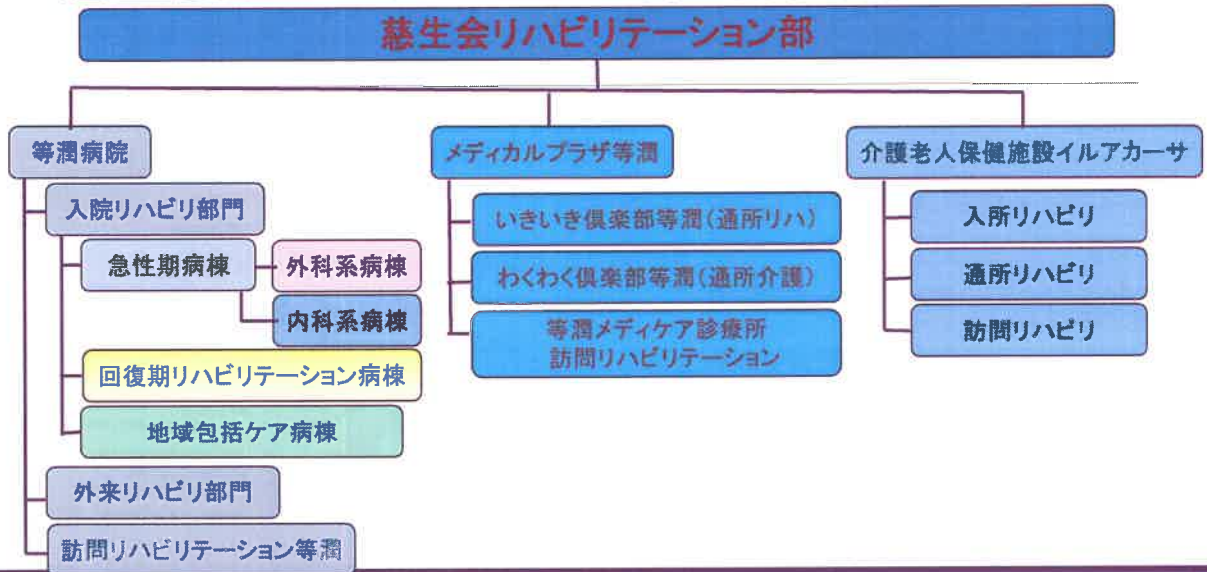 慈生会リハビリテーション部
等潤病院
入院リハビリ部門
急性期病棟
外科系病棟
内科系病棟
回復期リハビリテーション病棟
地域包括ケア病棟
外来リハビリ部門
訪問リハビリテーション等潤
メディカルプラザ等潤
いきいき倶楽部等潤(通所リハ)
わくわく倶楽部等潤(通所介護)
等潤メディケア診療所
訪問リハビリテーション
介護老人保健施設イルアカーサ
入所リハビリ
通所リハビリ
訪問リハビリ